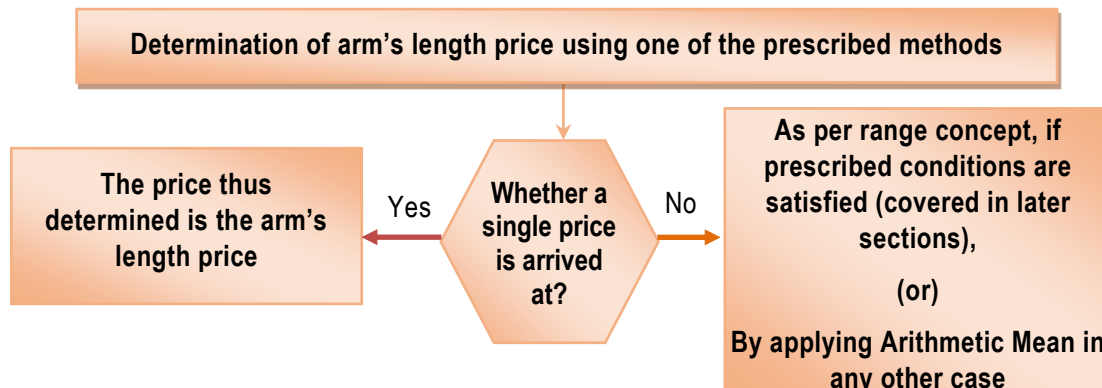 Determination of arm’s length price using one of the prescribed methods
The price thus
determined is the arm’s
length price
Yes
Whether a
single price
is arrived
at?
No
As per range concept, if
prescribed conditions are
satisfied (covered in later
sections),
(or)
By applying Arithmetic Mean in
any other case